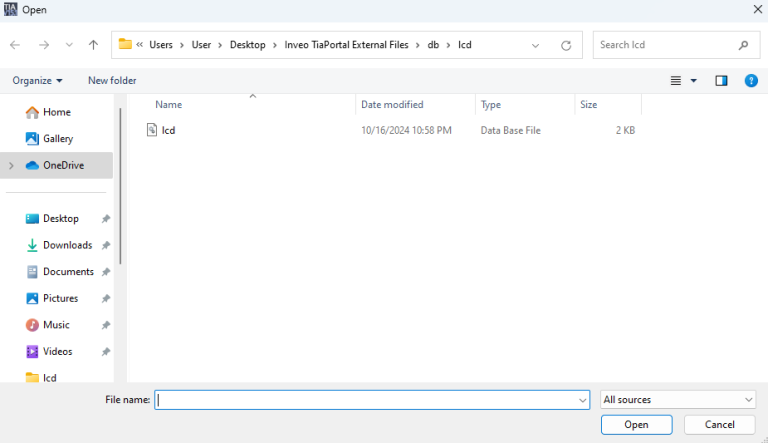 TIA
Open
« Users > User > Desktop > Inveo TiaPortal External Files > db > lcd
Search lcd
Organize
New folder
Name
Date modified
Type
Size
Home
lcd
10/16/2024 10:58 PM
Data Base File
2 KB
Gallery
OneDrive
Desktop
Downloads
Documents
Pictures
Music
Videos
lcd
File name:
All sources
Open
Cancel